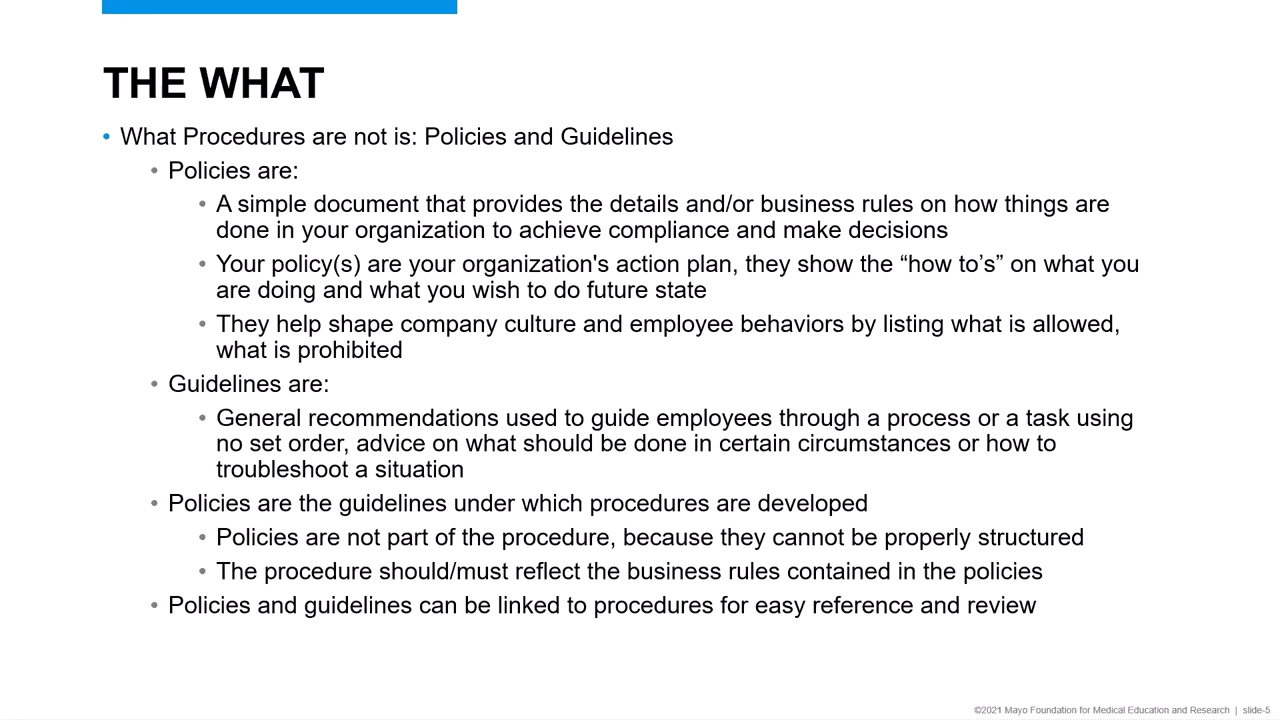 THE WHAT
• What Procedures are not is: Policies and Guidelines
• Policies are:
• A simple document that provides the details and/or business rules on how things are
done in your organization to achieve compliance and make decisions
• Your policy(s) are your organization's action plan, they show the “how to’s” on what you
are doing and what you wish to do future state
• They help shape company culture and employee behaviors by listing what is allowed,
what is prohibited
• Guidelines are:
• General recommendations used to guide employees through a process or a task using
no set order, advice on what should be done in certain circumstances or how to
troubleshoot a situation
• Policies are the guidelines under which procedures are developed
• Policies are not part of the procedure, because they cannot be properly structured
• The procedure should/must reflect the business rules contained in the policies
• Policies and guidelines can be linked to procedures for easy reference and review
©2021 Mayo Foundation for Medical Education and Research | slide-5